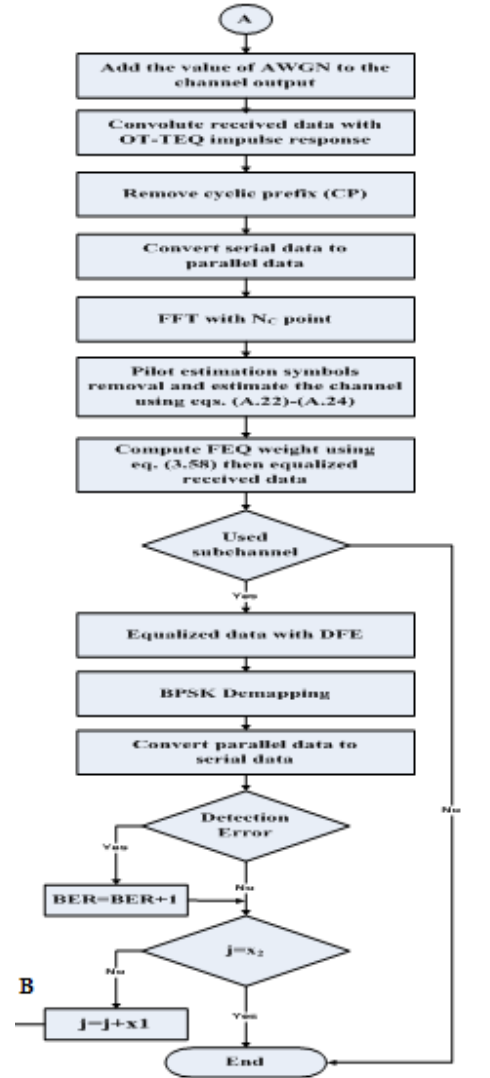 A
Add the value of AWGN to the
channel output
Convolute received data with
OT-TEQ impulse response
Remove cyclic prefix (CP)
Convert serial data to
parallel data
FFT with N_C point
Pilot estimation symbols
removal and estimate the channel
using eqs. (A.22)-(A.24)
Compute FEQ weight using
eq. (3.58) then equalized
received data
Used
subchannel
Yes
No
Equalized data with DFE
BPSK Demapping
Convert parallel data to
serial data
Detection
Error
Yes
No
BER=BER+1
j=x₂
No
Yes
B
j=j+x1
End